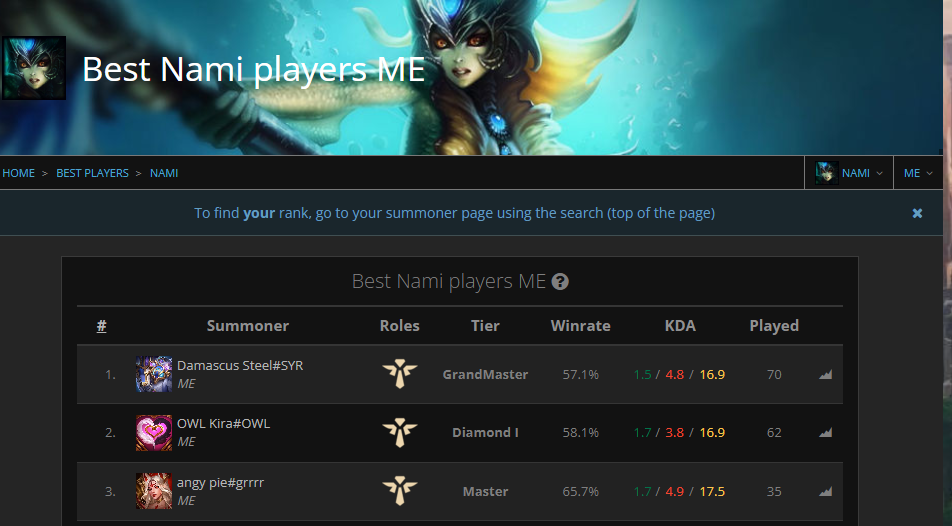 Best Nami players ME
HOME > BEST PLAYERS > NAMI NAMI ME
To find your rank, go to your summoner page using the search (top of the page) ×
Best Nami players ME ?
# Summoner Roles Tier Winrate KDA Played
1. Damascus Steel#SYR GrandMaster 57.1% 1.5 / 4.8 / 16.9 70
ME
2. OWL Kira#OWL Diamond I 58.1% 1.7 / 3.8 / 16.9 62
ME
3. angy pie#grrrr Master 65.7% 1.7 / 4.9 / 17.5 35
ME